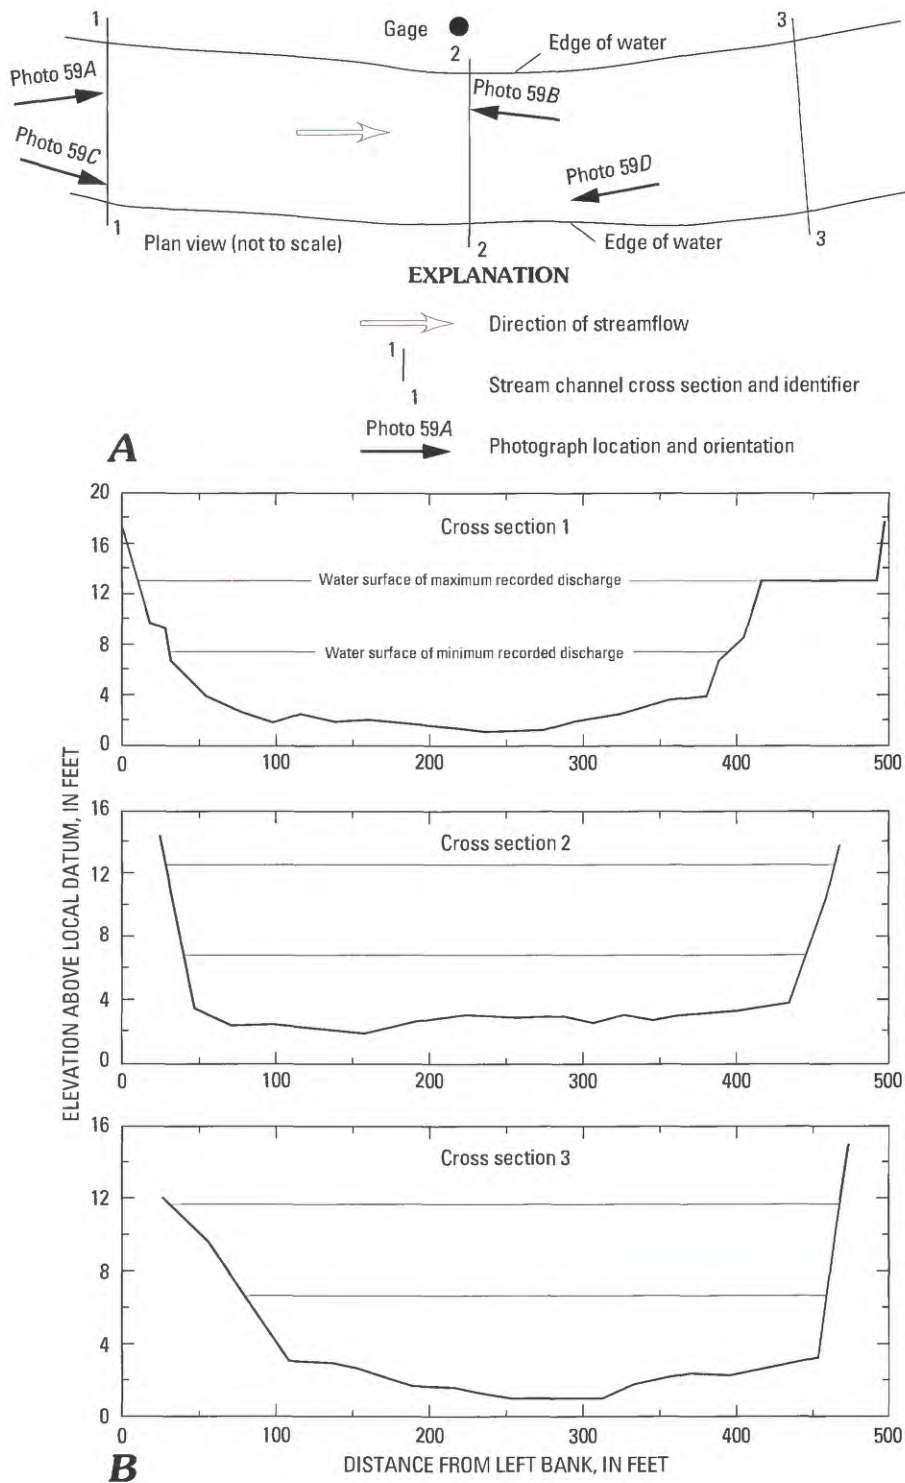 1
Gage
2
3
Edge of water
Photo 59A
Photo 59B
Photo 59C
Photo 59D
1
Plan view (not to scale)
2
Edge of water
3
EXPLANATION
Direction of streamflow
1
1
Stream channel cross section and identifier
Photo 59A
Photograph location and orientation
A
20
16
12
8
4
0
Cross section 1
Water surface of maximum recorded discharge
Water surface of minimum recorded discharge
0 100 200 300 400 500
16
12
8
4
0
Cross section 2
0 100 200 300 400 500
16
12
8
4
0
Cross section 3
0 100 200 300 400 500
ELEVATION ABOVE LOCAL DATUM, IN FEET
DISTANCE FROM LEFT BANK, IN FEET
B